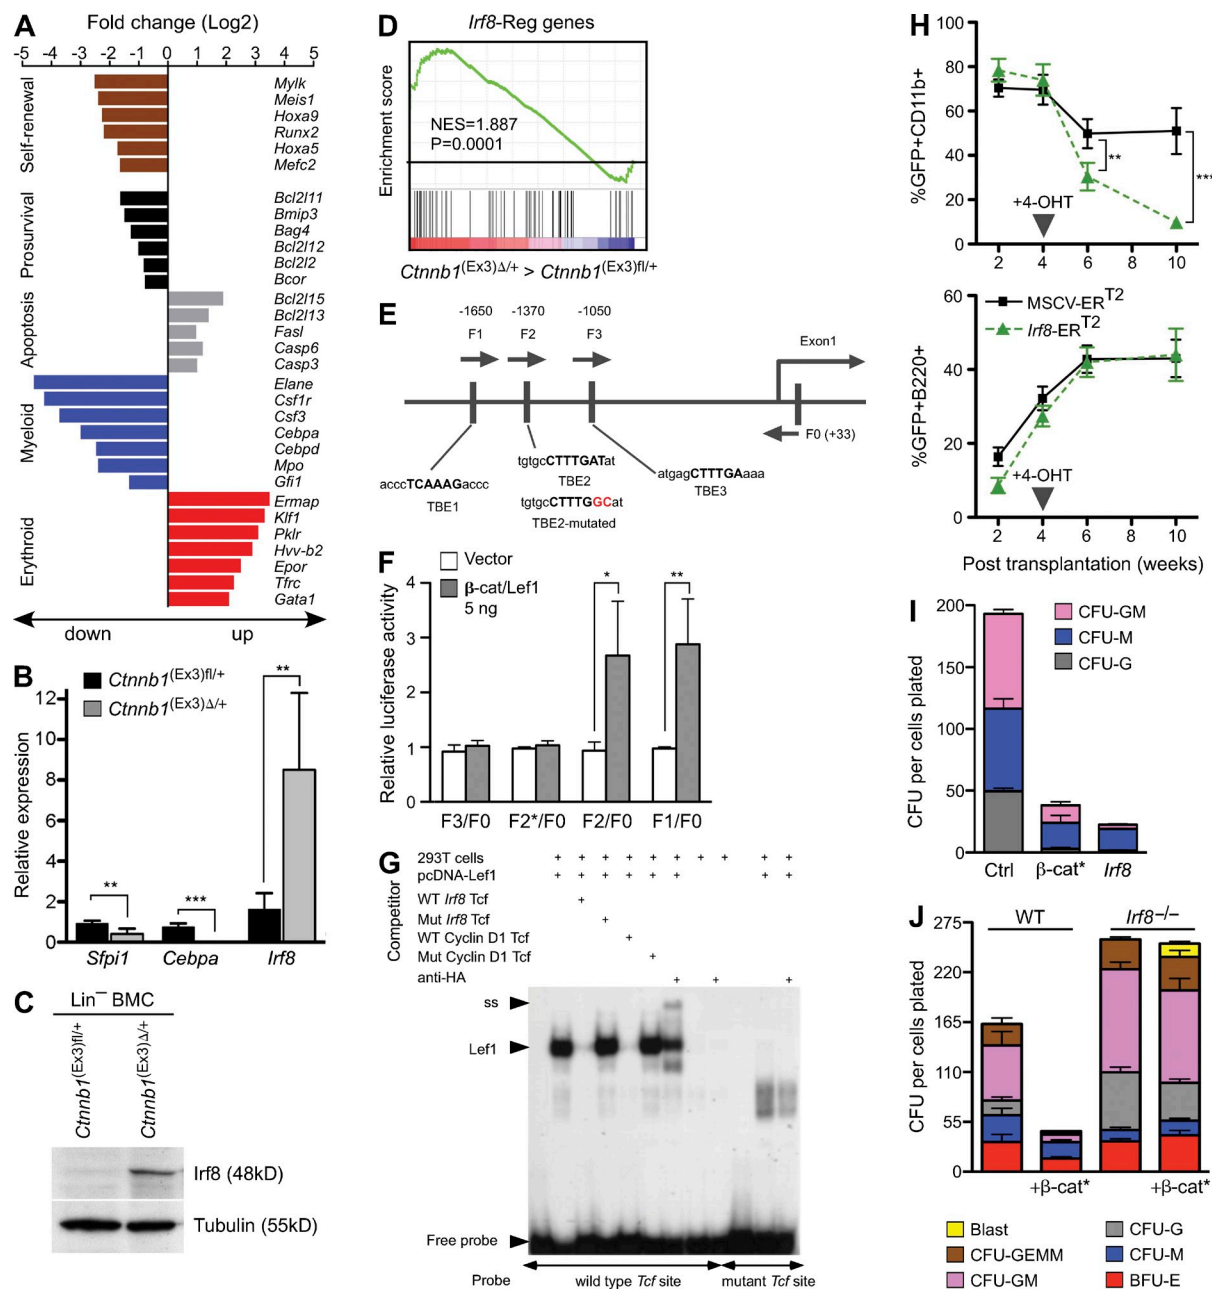 A
Fold change (Log2)
-5 -4 -3 -2 -1 0 1 2 3 4 5
Self-renewal
Mylk
Meis1
Hoxa9
Runx2
Hoxa5
Mefc2
Prosurvival
Bcl2l11
Bmip3
Bag4
Bcl2l12
Bcl2l2
Bcor
Apoptosis
Bcl2l15
Bcl2l13
Fasl
Casp6
Casp3
Myeloid
Elane
Csf1r
Csf3
Cebpa
Cebpd
Mpo
Gfi1
Erythroid
Ermap
Klf1
Pklr
Hvv-b2
Epor
Tfrc
Gata1
down up
B
Ctnnb1(Ex3)fl/+
Ctnnb1(Ex3)Δ/+
Relative expression
12
10
8
6
4
2
0
** *** **
Sfpi1 Cebpa Irf8
C
Lin− BMC
Ctnnb1(Ex3)fl/+
Ctnnb1(Ex3)Δ/+
Irf8 (48kD)
Tubulin (55kD)
D
Irf8-Reg genes
Enrichment score
NES=1.887
P=0.0001
Ctnnb1(Ex3)Δ/+ > Ctnnb1(Ex3)fl/+
E
-1650 -1370 -1050
F1 F2 F3
Exon1
F0 (+33)
acccTCAAAGaccc
TBE1
tgtgcCTTTGATat
TBE2
tgtgcCTTTGGCat
TBE2-mutated
atgagCTTTGAaaa
TBE3
F
Vector
β-cat/Lef1
5 ng
Relative luciferase activity
4
3
2
1
0
* **
F3/F0 F2*/F0 F2/F0 F1/F0
G
293T cells + + + + + + + + + +
pcDNA-Lef1 + + + + + + + +
Competitor
WT Irf8 Tcf +
Mut Irf8 Tcf +
WT Cyclin D1 Tcf +
Mut Cyclin D1 Tcf +
anti-HA + + +
ss
Lef1
Free probe
Probe wild type Tcf site mutant Tcf site
H
%GFP+CD11b+
100
80
60
40
20
0
+4-OHT
**
***
2 4 6 8 10
%GFP+B220+
60
40
20
0
MSCV-ERT2
Irf8-ERT2
+4-OHT
2 4 6 8 10
Post transplantation (weeks)
I
CFU per cells plated
200
150
100
50
0
CFU-GM
CFU-M
CFU-G
Ctrl β-cat* Irf8
J
WT Irf8−/−
CFU per cells plated
275
220
165
110
55
0
+β-cat* +β-cat*
Blast
CFU-GEMM
CFU-GM
CFU-G
CFU-M
BFU-E